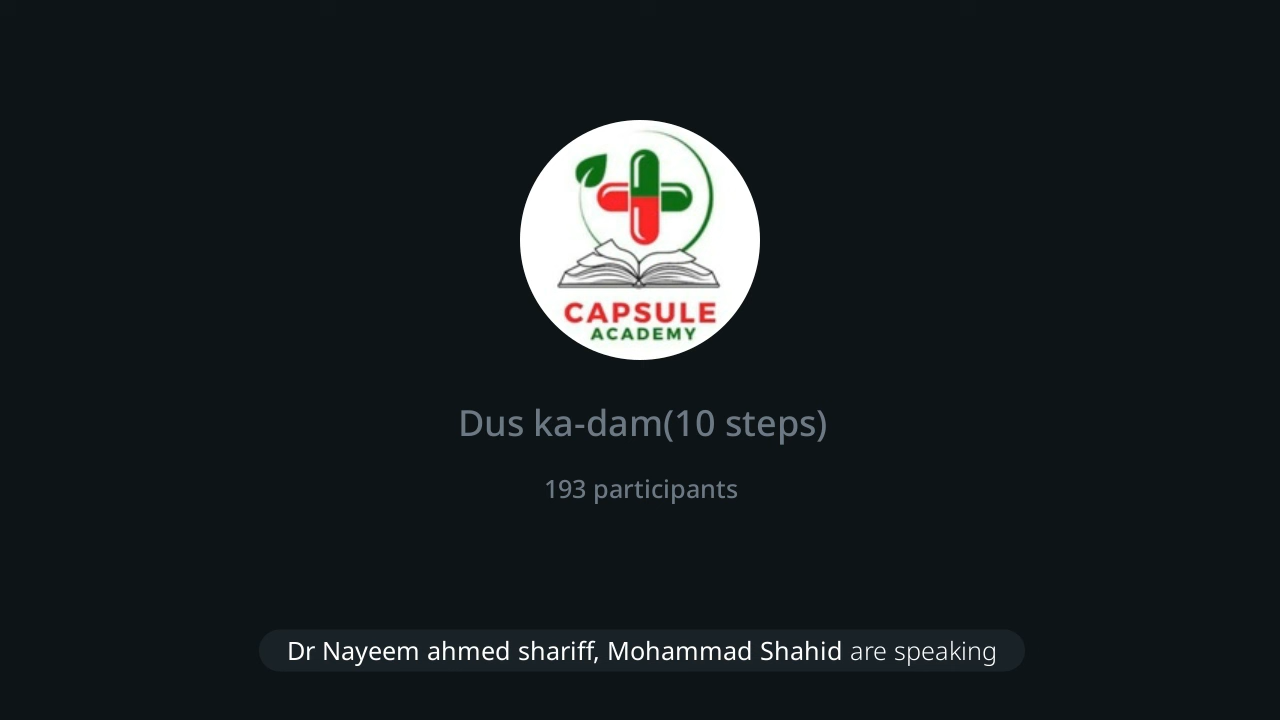 CAPSULE
ACADEMY
Dus ka-dam(10 steps)
193 participants
Dr Nayeem ahmed shariff, Mohammad Shahid are speaking